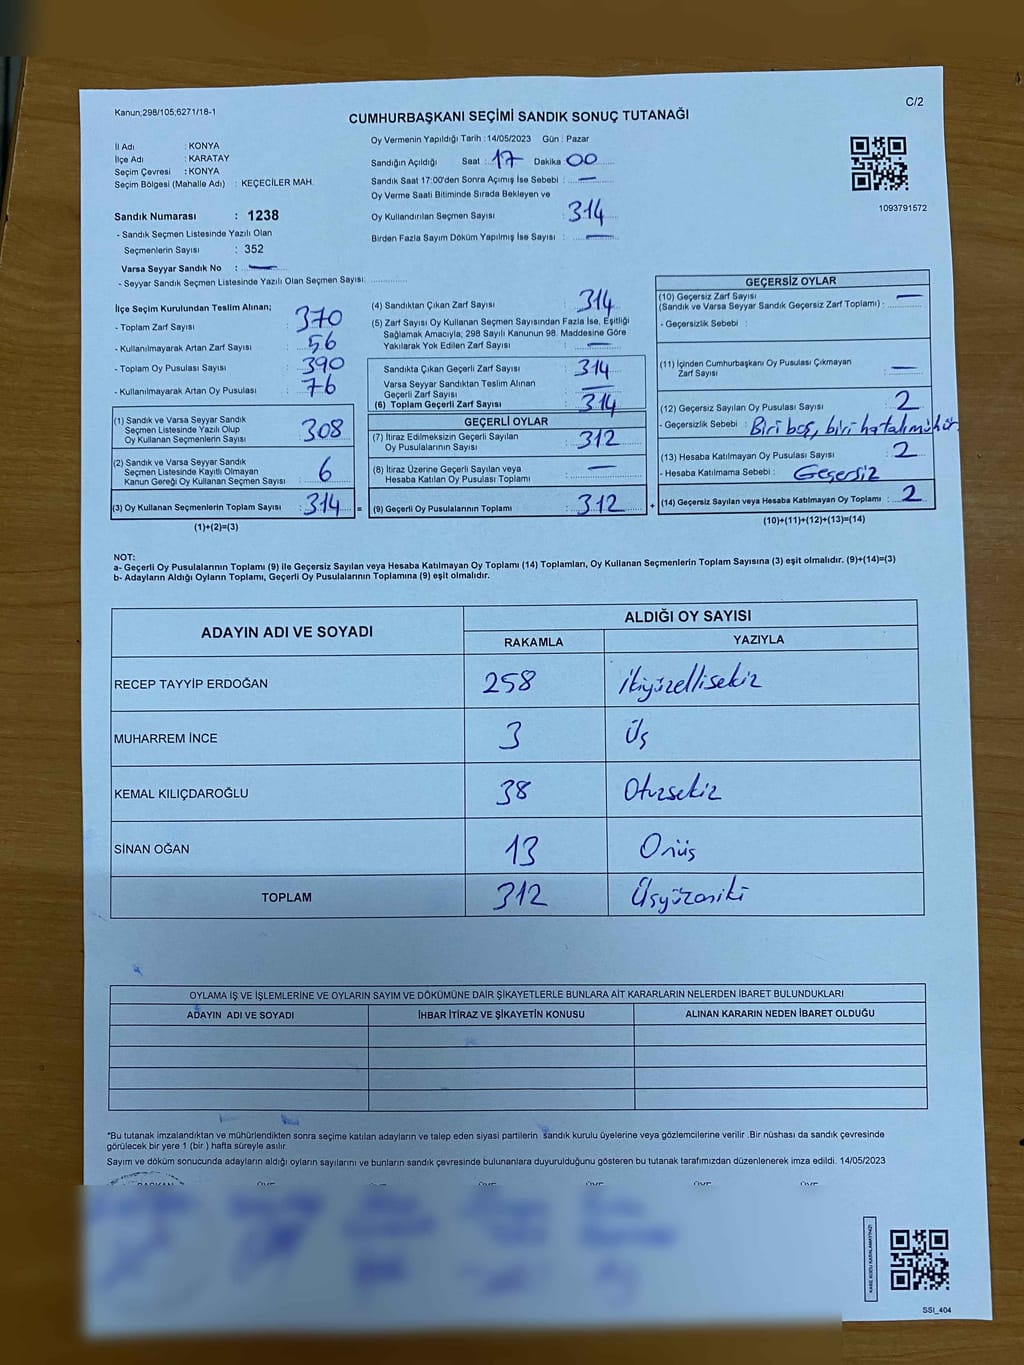 Kanun;298/105;6271/18-1
C/2
CUMHURBAŞKANI SEÇİMİ SANDIK SONUÇ TUTANAĞI
İl Adı : KONYA
İlçe Adı : KARATAY
Seçim Çevresi : KONYA
Seçim Bölgesi (Mahalle Adı) : KEÇECİLER MAH.
Sandık Numarası : 1238
- Sandık Seçmen Listesinde Yazılı Olan
Seçmenlerin Sayısı : 352
Varsa Seyyar Sandık No : —
- Seyyar Sandık Seçmen Listesinde Yazılı Olan Seçmen Sayısı: ..............
Oy Vermenin Yapıldığı Tarih : 14/05/2023 Gün : Pazar
Sandığın Açıldığı Saat : 17 Dakika 00
Sandık Saat 17:00'den Sonra Açımış İse Sebebi : —
Oy Verme Saati Bitiminde Sırada Bekleyen ve
Oy Kullandırılan Seçmen Sayısı 314
Birden Fazla Sayım Döküm Yapılmış İse Sayısı : —
1093791572
İlçe Seçim Kurulundan Teslim Alınan;
- Toplam Zarf Sayısı : 370
- Kullanılmayarak Artan Zarf Sayısı : 56
- Toplam Oy Pusulası Sayısı : 390
- Kullanılmayarak Artan Oy Pusulası : 76
(1) Sandık ve Varsa Seyyar Sandık
Seçmen Listesinde Yazılı Olup
Oy Kullanan Seçmenlerin Sayısı : 308
(2) Sandık ve Varsa Seyyar Sandık
Seçmen Listesinde Kayıtlı Olmayan
Kanun Gereği Oy Kullanan Seçmen Sayısı : 6
(3) Oy Kullanan Seçmenlerin Toplam Sayısı : 314 =
(1)+(2)=(3)
(4) Sandıktan Çıkan Zarf Sayısı : 314
(5) Zarf Sayısı Oy Kullanan Seçmen Sayısından Fazla İse, Eşitliği
Sağlamak Amacıyla; 298 Sayılı Kanunun 98. Maddesine Göre
Yakılarak Yok Edilen Zarf Sayısı : —
Sandıkta Çıkan Geçerli Zarf Sayısı : 314
Varsa Seyyar Sandıktan Teslim Alınan
Geçerli Zarf Sayısı : —
(6) Toplam Geçerli Zarf Sayısı : 314
GEÇERLİ OYLAR
(7) İtiraz Edilmeksizin Geçerli Sayılan
Oy Pusulasının Sayısı : 312
(8) İtiraz Üzerine Geçerli Sayılan veya
Hesaba Katılan Oy Pusulası Toplamı : —
(9) Geçerli Oy Pusulalarının Toplamı : 312 +
GEÇERSİZ OYLAR
(10) Geçersiz Zarf Sayısı
(Sandık ve Varsa Seyyar Sandık Geçersiz Zarf Toplamı) : —
- Geçersizlik Sebebi :
(11) İçinden Cumhurbaşkanı Oy Pusulası Çıkmayan
Zarf Sayısı : —
(12) Geçersiz Sayılan Oy Pusulası Sayısı : 2
- Geçersizlik Sebebi : Biri boş, biri hatalı mühür.
(13) Hesaba Katılmayan Oy Pusulası Sayısı : 2
- Hesaba Katılmama Sebebi : Geçersiz
(14) Geçersiz Sayılan veya Hesaba Katılmayan Oy Toplamı : 2
(10)+(11)+(12)+(13)=(14)
NOT:
a- Geçerli Oy Pusulalarının Toplamı (9) ile Geçersiz Sayılan veya Hesaba Katılmayan Oy Toplamı (14) Toplamları, Oy Kullanan Seçmenlerin Toplam Sayısına (3) eşit olmalıdır. (9)+(14)=(3)
b- Adayların Aldığı Oyların Toplamı, Geçerli Oy Pusulalarının Toplamına (9) eşit olmalıdır.
ADAYIN ADI VE SOYADI ALDIĞI OY SAYISI
RAKAMLA YAZIYLA
RECEP TAYYİP ERDOĞAN 258 İkiyüzellisekiz
MUHARREM İNCE 3 Üç
KEMAL KILIÇDAROĞLU 38 Otuzsekiz
SİNAN OĞAN 13 Onüç
TOPLAM 312 Üçyüzoniki
OYLAMA İŞ VE İŞLEMLERİNE VE OYLARIN SAYIM VE DÖKÜMÜNE DAİR ŞİKAYETLERLE BUNLARA AİT KARARLARIN NELERDEN İBARET BULUNDUKLARI
ADAYIN ADI VE SOYADI İHBAR İTİRAZ VE ŞİKAYETİN KONUSU ALINAN KARARIN NEDEN İBARET OLDUĞU
*Bu tutanak imzalandıktan ve mühürlendikten sonra seçime katılan adayların ve talep eden siyasi partilerin sandık kurulu üyelerine veya gözlemcilerine verilir .Bir nüshası da sandık çevresinde
görülecek bir yere 1 (bir ) hafta süreyle asılır.
Sayım ve döküm sonucunda adayların aldığı oyların sayılarını ve bunların sandık çevresinde bulunanlara duyurulduğunu gösteren bu tutanak tarafımızdan düzenlenerek imza edildi. 14/05/2023
BAŞKAN ÜYE ÜYE ÜYE ÜYE ÜYE ÜYE
KARE KODU KARALAMAYINIZ!
SSI_404